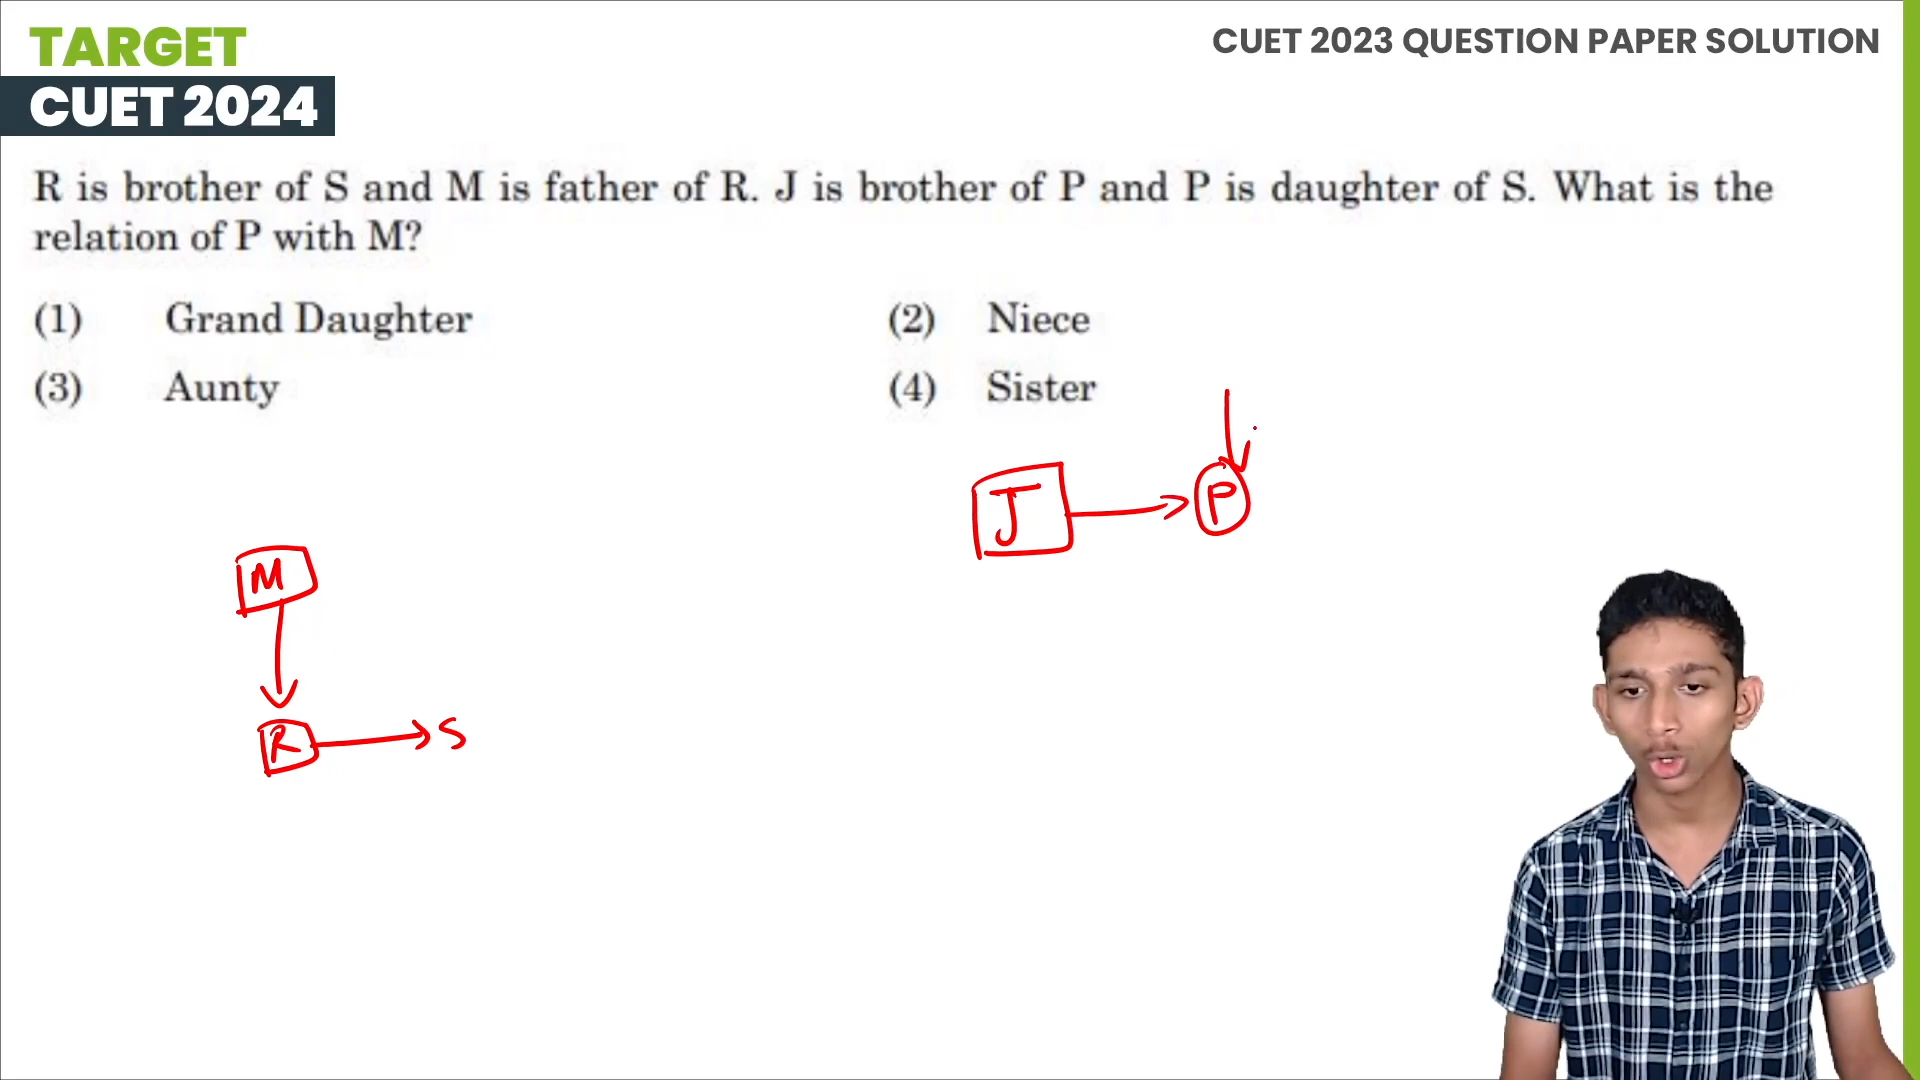 TARGET
CUET 2024
CUET 2023 QUESTION PAPER SOLUTION
R is brother of S and M is father of R. J is brother of P and P is daughter of S. What is the
relation of P with M?
(1) Grand Daughter
(2) Niece
(3) Aunty
(4) Sister
J
P
M
R
S